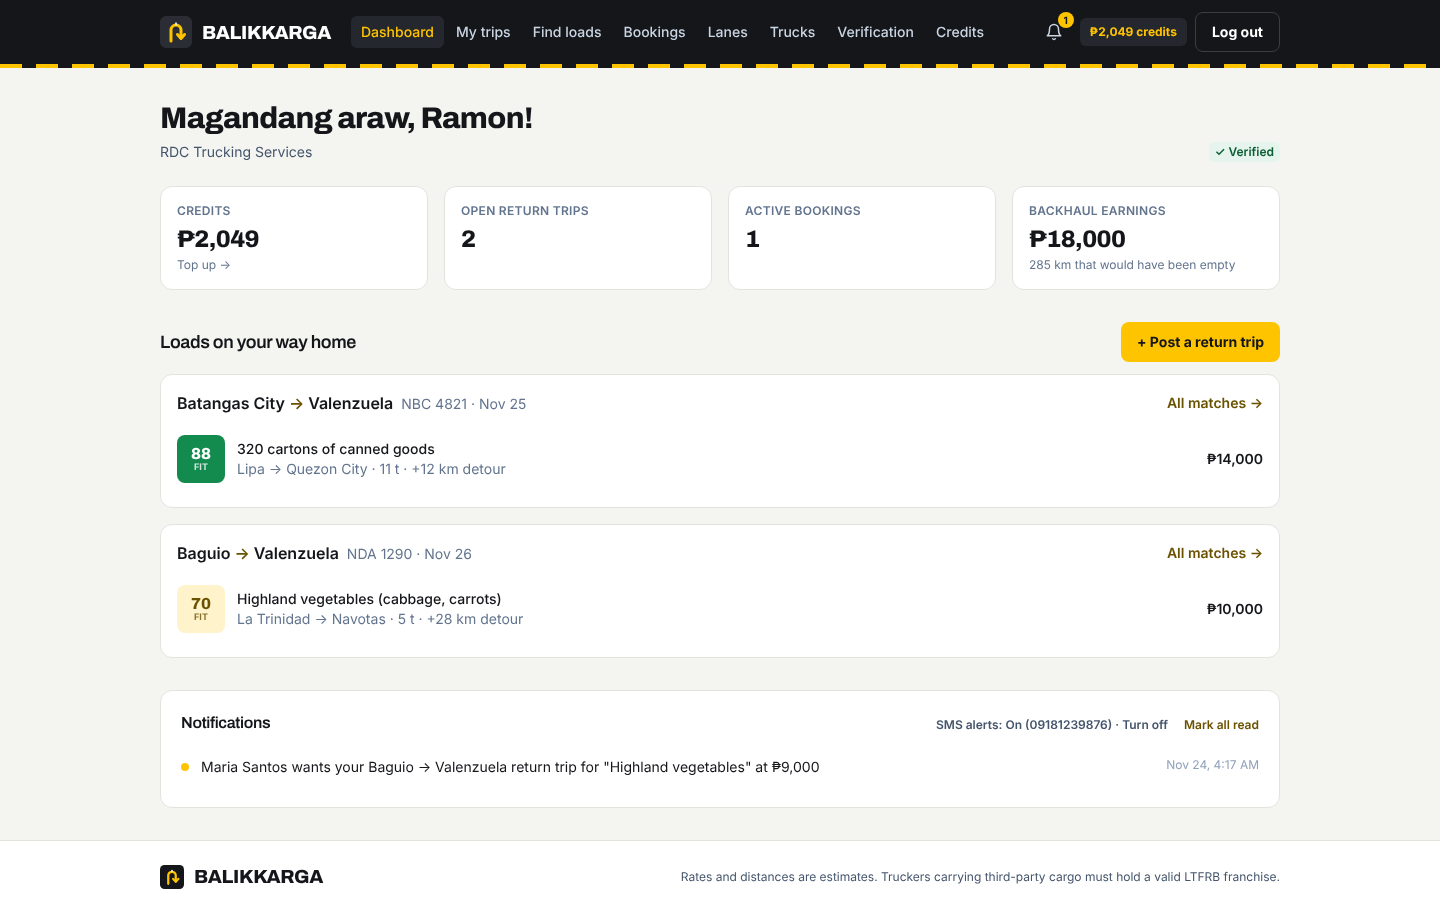 BALIKKARGA Dashboard My trips Find loads Bookings Lanes Trucks Verification Credits 1 ₱2,049 credits Log out
Magandang araw, Ramon!
RDC Trucking Services ✓ Verified
CREDITS
₱2,049
Top up →
OPEN RETURN TRIPS
2
ACTIVE BOOKINGS
1
BACKHAUL EARNINGS
₱18,000
285 km that would have been empty
Loads on your way home + Post a return trip
Batangas City → Valenzuela NBC 4821 · Nov 25 All matches →
88
FIT
320 cartons of canned goods
Lipa → Quezon City · 11 t · +12 km detour
₱14,000
Baguio → Valenzuela NDA 1290 · Nov 26 All matches →
70
FIT
Highland vegetables (cabbage, carrots)
La Trinidad → Navotas · 5 t · +28 km detour
₱10,000
Notifications SMS alerts: On (09181239876) · Turn off Mark all read
Maria Santos wants your Baguio → Valenzuela return trip for "Highland vegetables" at ₱9,000 Nov 24, 4:17 AM
BALIKKARGA Rates and distances are estimates. Truckers carrying third-party cargo must hold a valid LTFRB franchise.